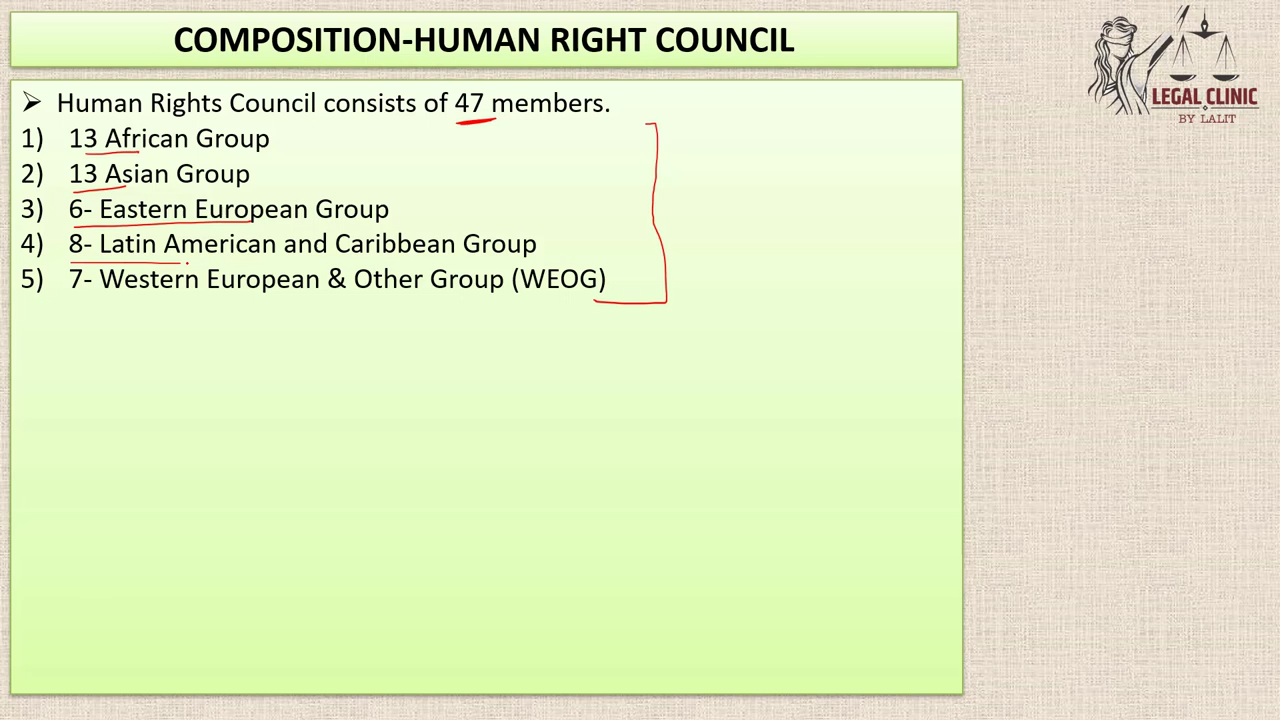 COMPOSITION-HUMAN RIGHT COUNCIL
LEGAL CLINIC
BY LALIT
➢ Human Rights Council consists of 47 members.
1) 13 African Group
2) 13 Asian Group
3) 6- Eastern European Group
4) 8- Latin American and Caribbean Group
5) 7- Western European & Other Group (WEOG)